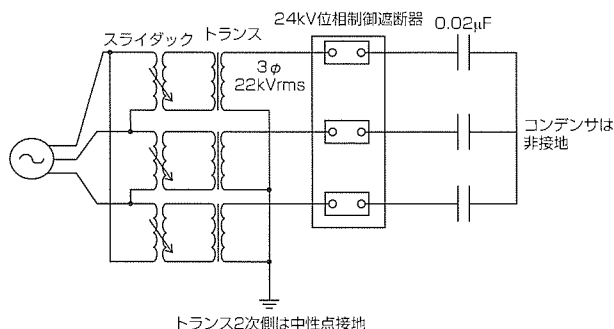 スライダック
トランス
24kV位相制御遮断器
0.02μF
3φ
22kVrms
コンデンサは
非接地
トランス2次側は中性点接地